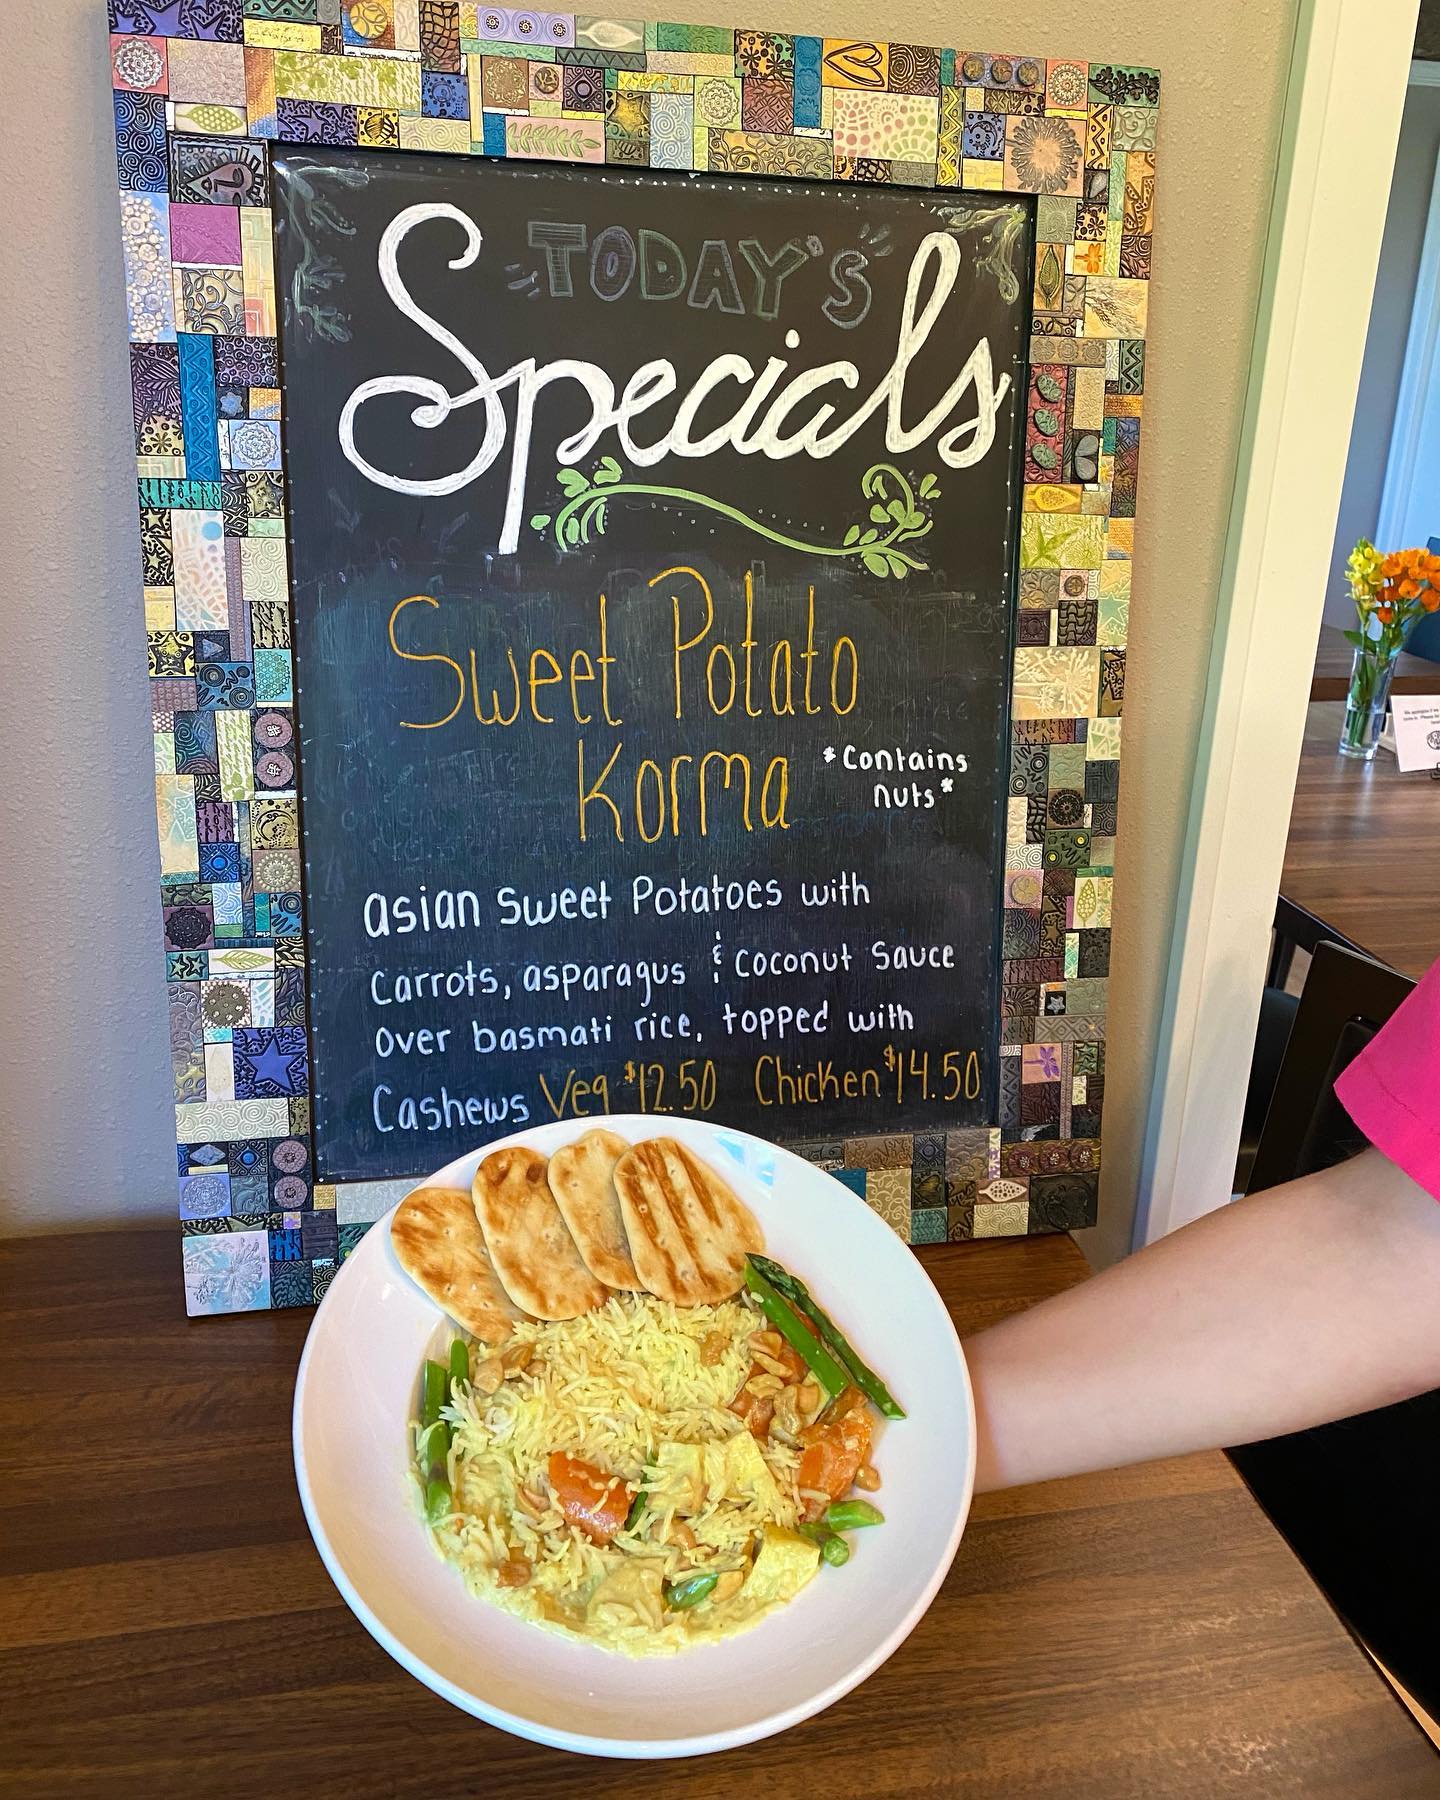 TODAY'S
Specials
Sweet Potato
Korma
*Contains
nuts*
asian sweet Potatoes with
carrots, asparagus & coconut sauce
over basmati rice, topped with
Cashews Veg $12.50 Chicken $14.50